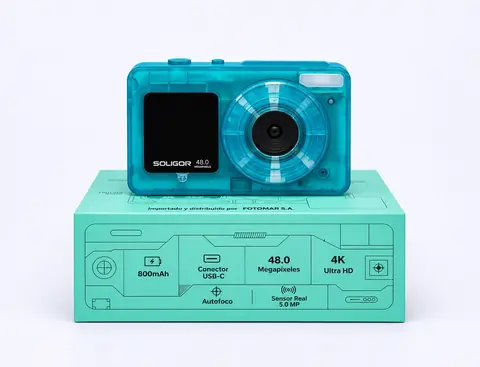 SOLIGOR 48.0
MEGAPIXELS
Importado y distribuido por FOTOMAR S.A.
800mAh
Conector
USB-C
48.0
Megapíxeles
4K
Ultra HD
Autofoco
Sensor Real
5.0 MP